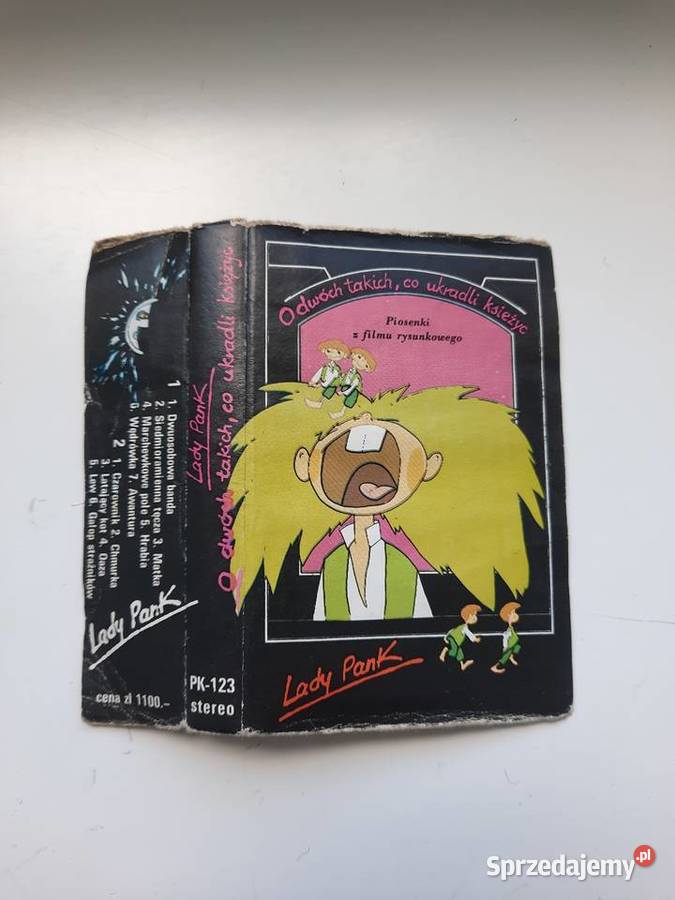 1
1. Dwuosobowa banda
2. Siedmioramienna tęcza 3. Matka
4. Marchewkowe pole 5. Hrabia
6. Wędrówka 7. Awantura
2
1. Czarownik 2. Chmurka
3. Latający kot 4. Oaza
5. Lew 6. Galop strażników
Lady Pank
cena zł 1100.-
Lady Pank
O dwóch takich, co ukradli księżyc
PK-123
stereo
O dwóch takich, co ukradli księżyc
Piosenki
z filmu rysunkowego
Lady Pank
Sprzedajemy.pl